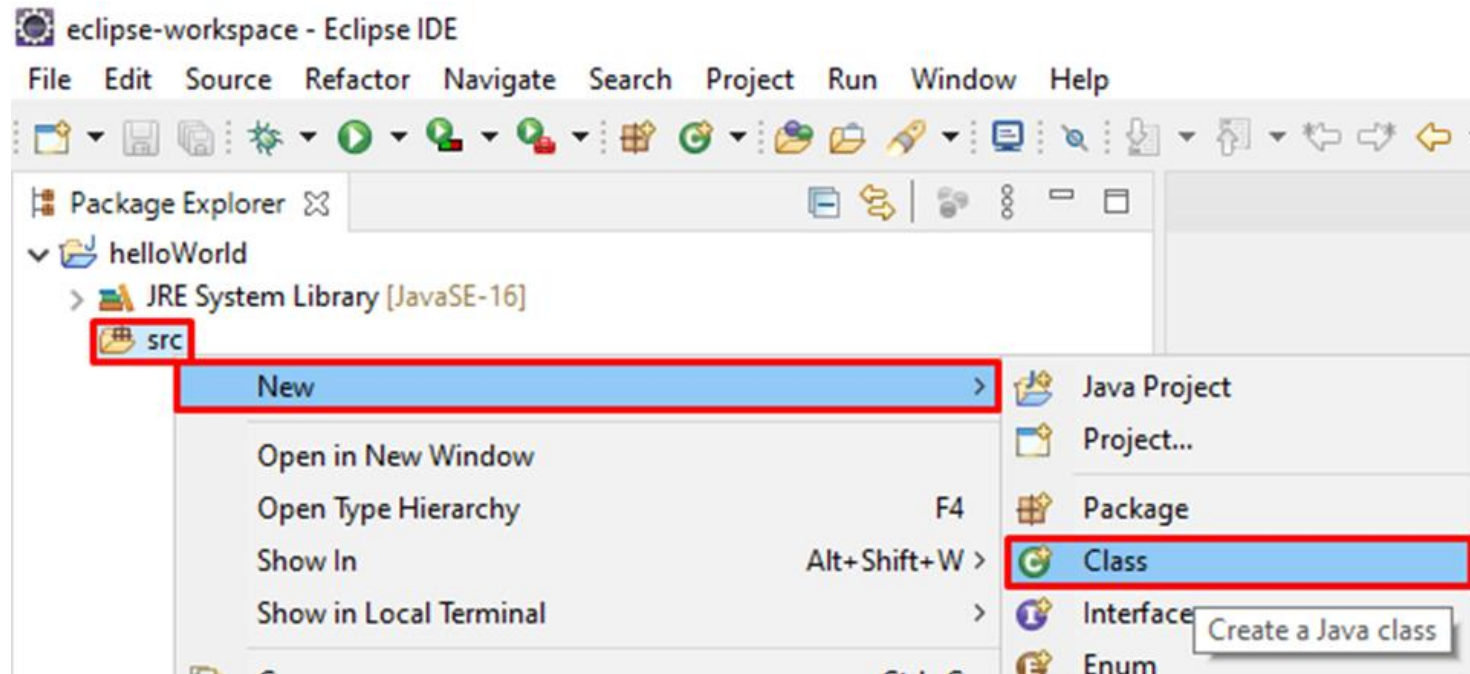 eclipse-workspace - Eclipse IDE
File Edit Source Refactor Navigate Search Project Run Window Help
Package Explorer
helloWorld
JRE System Library [JavaSE-16]
src
New > Java Project
Project...
Open in New Window
Open Type Hierarchy F4 Package
Show In Alt+Shift+W > Class
Show in Local Terminal > Interface
Create a Java class
Enum